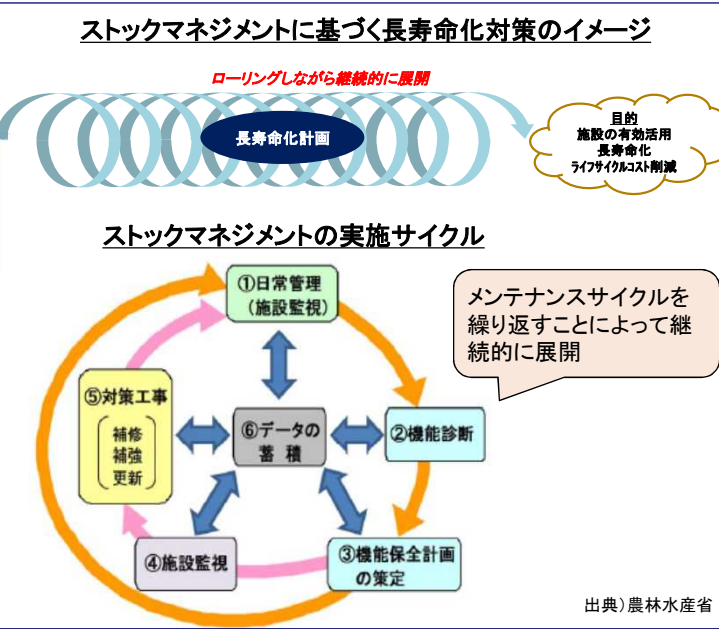 ストックマネジメントに基づく長寿命化対策のイメージ
ローリングしながら継続的に展開
長寿命化計画
目的
施設の有効活用
長寿命化
ライフサイクルコスト削減
ストックマネジメントの実施サイクル
①日常管理
(施設監視)
メンテナンスサイクルを
繰り返すことによって継
続的に展開
⑤対策工事
補修
補強
更新
⑥データの
蓄 積
②機能診断
④施設監視
③機能保全計画
の策定
出典)農林水産省